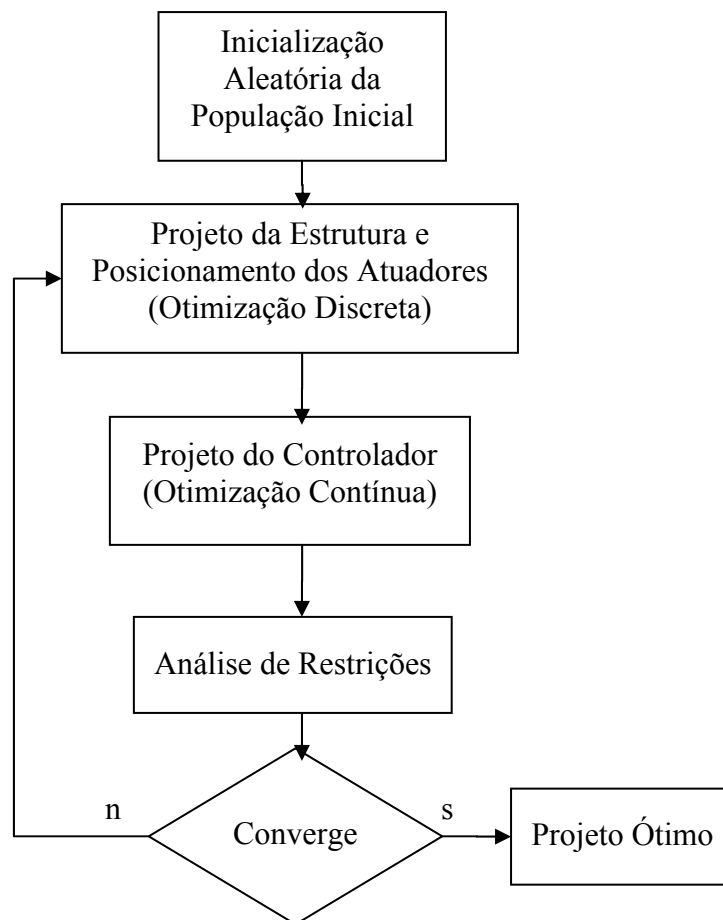 Inicialização
Aleatória da
População Inicial
Projeto da Estrutura e
Posicionamento dos Atuadores
(Otimização Discreta)
Projeto do Controlador
(Otimização Contínua)
Análise de Restrições
n
Converge
s
Projeto Ótimo